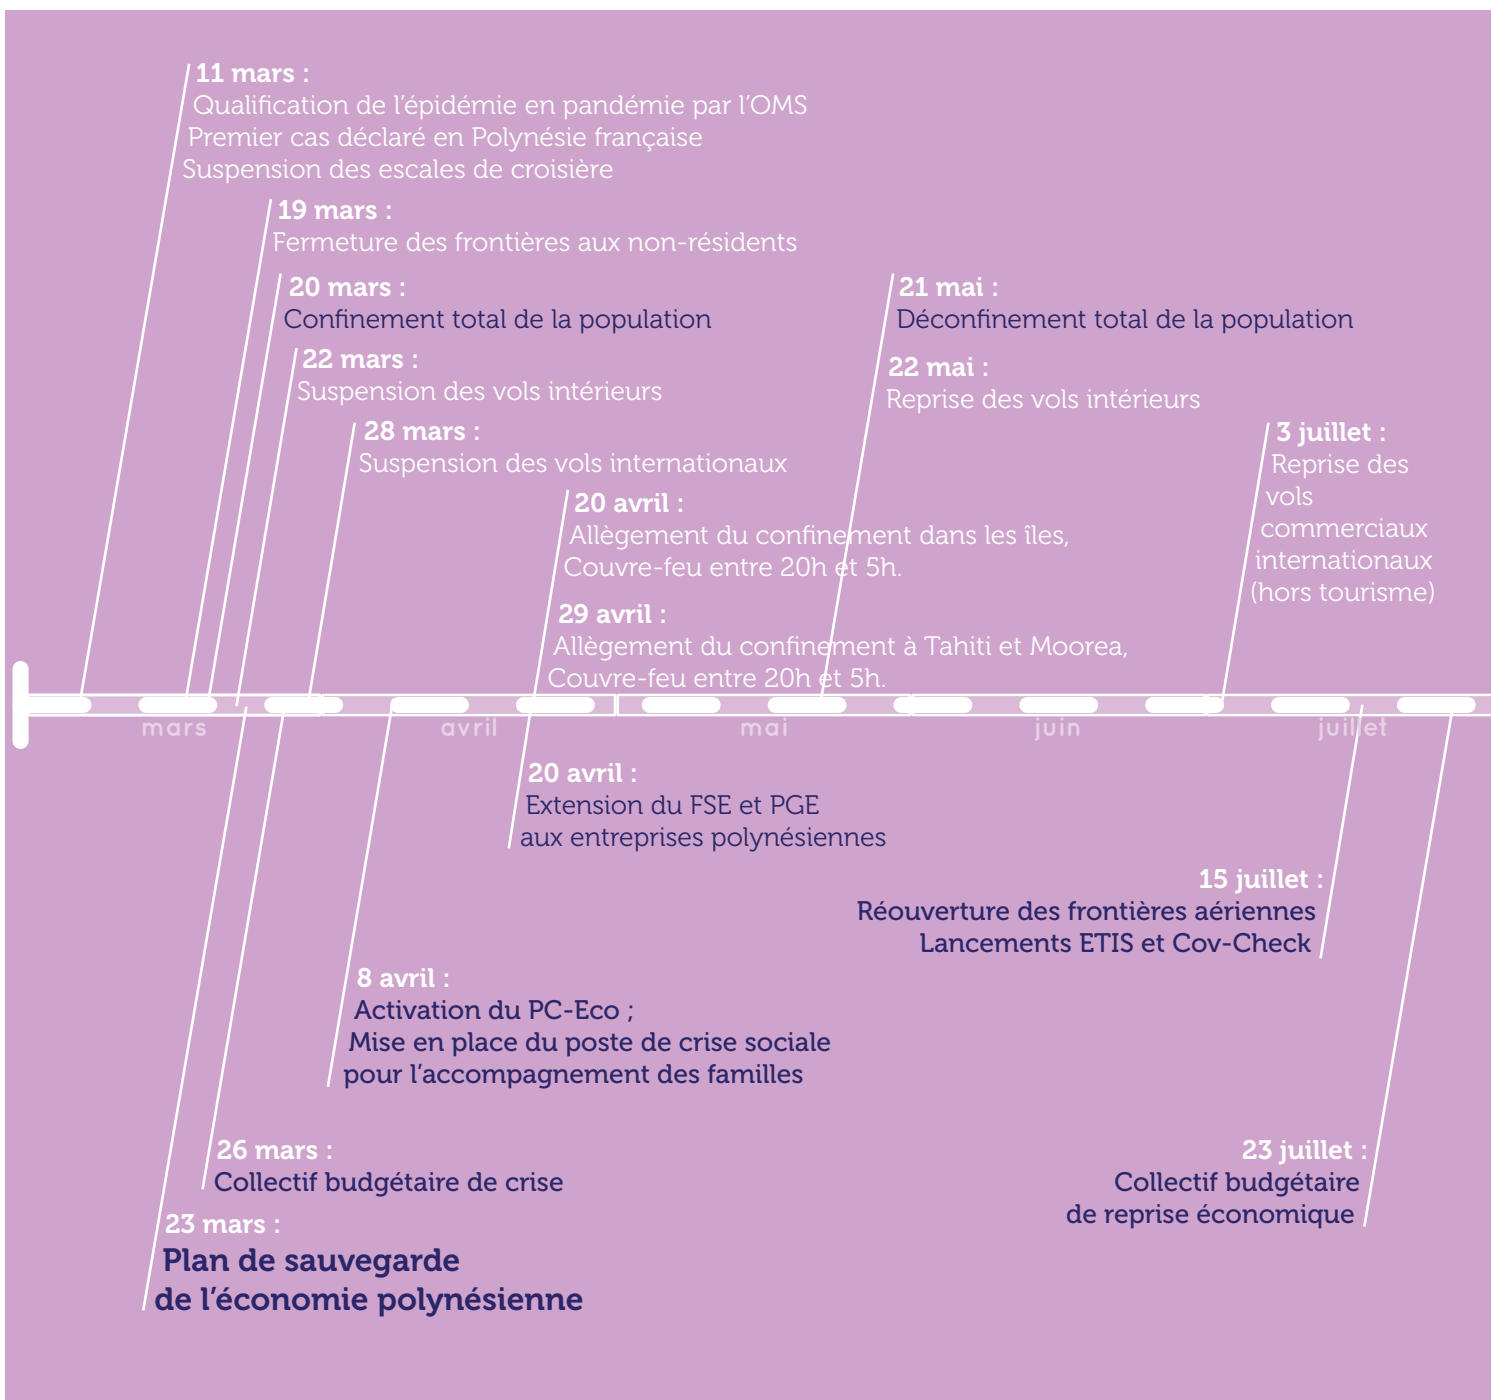 11 mars :
Qualification de l’épidémie en pandémie par l’OMS
Premier cas déclaré en Polynésie française
Suspension des escales de croisière
19 mars :
Fermeture des frontières aux non-résidents
20 mars :
Confinement total de la population
22 mars :
Suspension des vols intérieurs
28 mars :
Suspension des vols internationaux
20 avril :
Allègement du confinement dans les îles,
Couvre-feu entre 20h et 5h.
29 avril :
Allègement du confinement à Tahiti et Moorea,
Couvre-feu entre 20h et 5h.
21 mai :
Déconfinement total de la population
22 mai :
Reprise des vols intérieurs
3 juillet :
Reprise des
vols
commerciaux
internationaux
(hors tourisme)
mars avril mai juin juillet
20 avril :
Extension du FSE et PGE
aux entreprises polynésiennes
15 juillet :
Réouverture des frontières aériennes
Lancements ETIS et Cov-Check
8 avril :
Activation du PC-Eco ;
Mise en place du poste de crise sociale
pour l’accompagnement des familles
26 mars :
Collectif budgétaire de crise
23 juillet :
Collectif budgétaire
de reprise économique
23 mars :
Plan de sauvegarde
de l’économie polynésienne